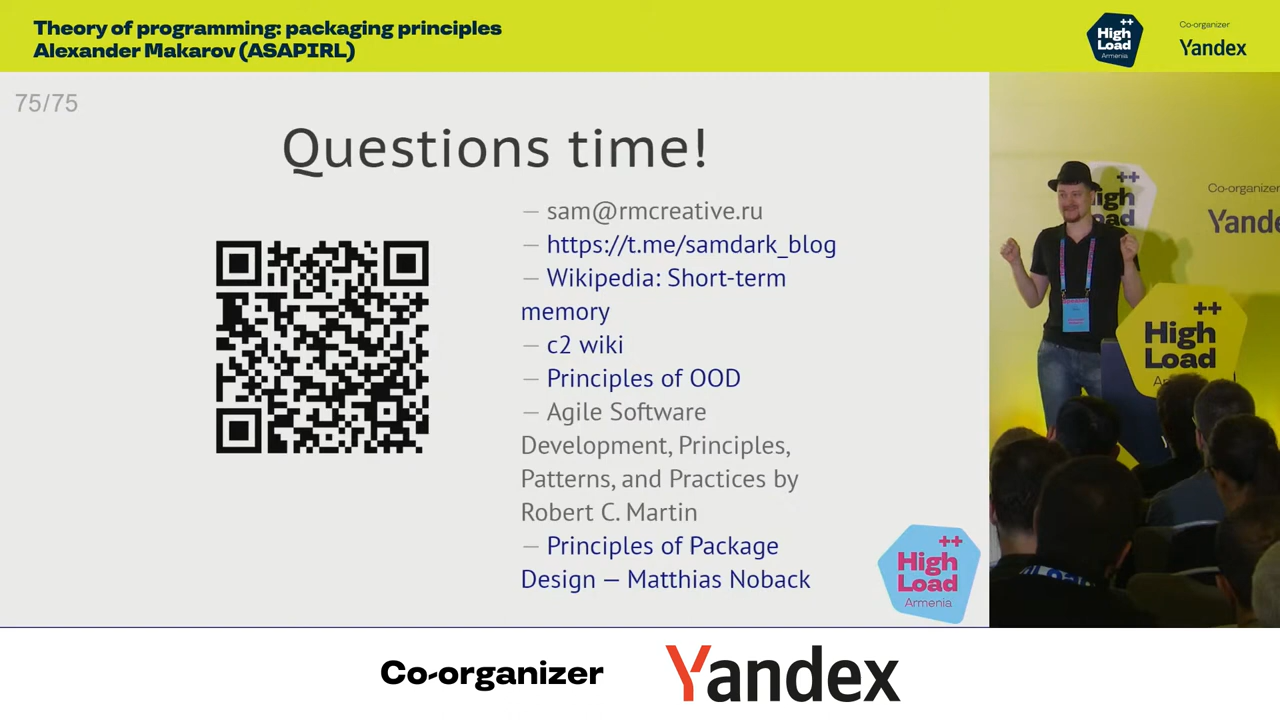 Theory of programming: packaging principles
Alexander Makarov (ASAPIRL)
++
High
Load
Armenia
Co-organizer
Yandex
75/75
Questions time!
— sam@rmcreative.ru
— https://t.me/samdark_blog
— Wikipedia: Short-term
memory
— c2 wiki
— Principles of OOD
— Agile Software
Development, Principles,
Patterns, and Practices by
Robert C. Martin
— Principles of Package
Design — Matthias Noback
++
High
Load
Armenia
++
Co-organizer
++
High
Load
Co-organizer
Yandex